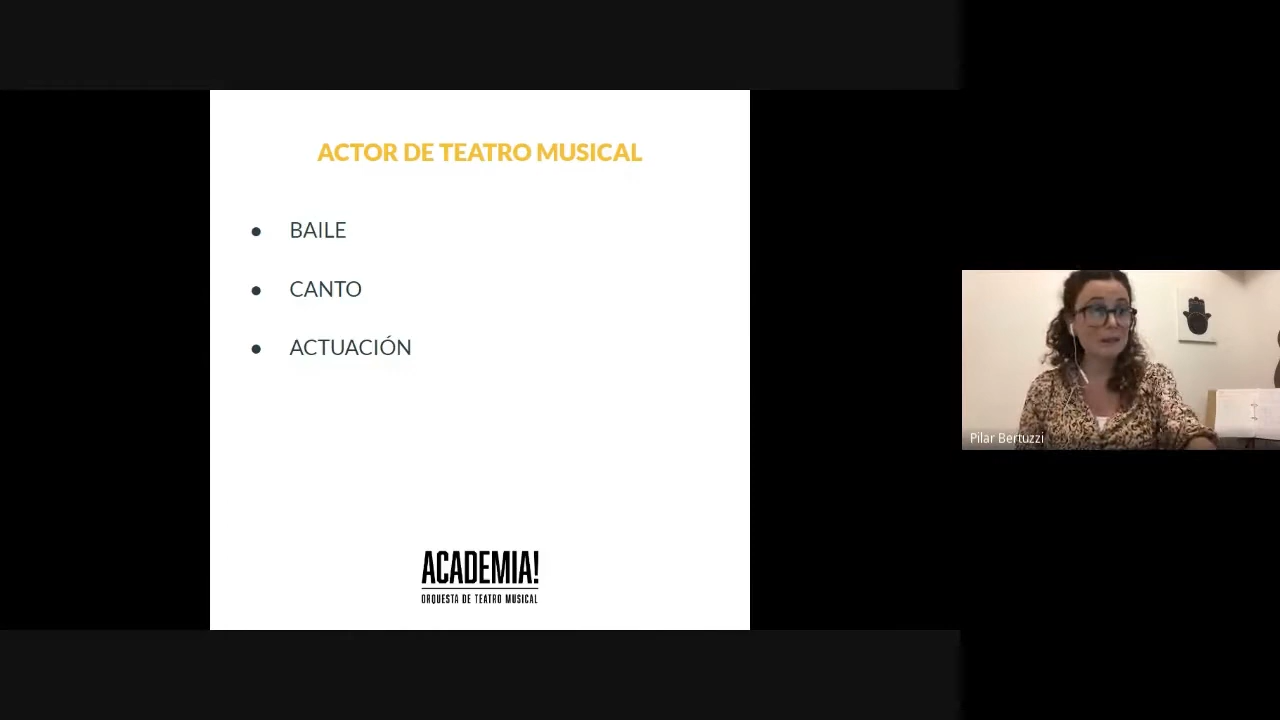 ACTOR DE TEATRO MUSICAL
● BAILE
● CANTO
● ACTUACIÓN
ACADEMIA!
ORQUESTA DE TEATRO MUSICAL
Pilar Bertuzzi